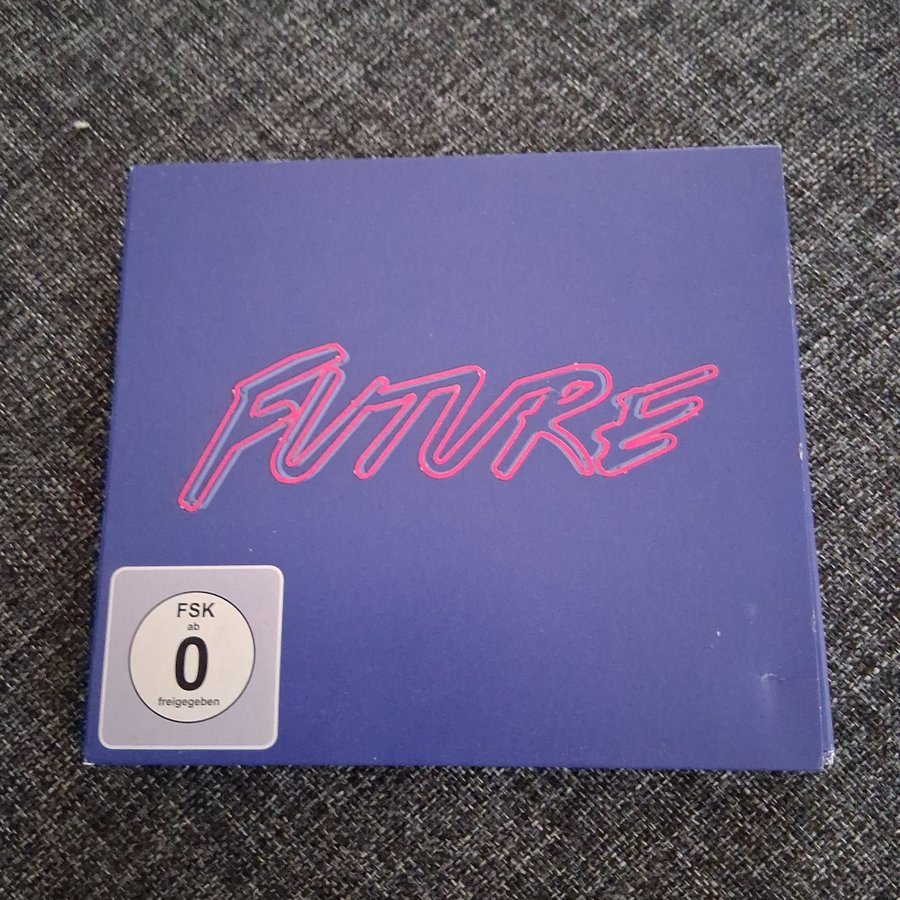 FUTURE
FSK
ab
0
freigegeben